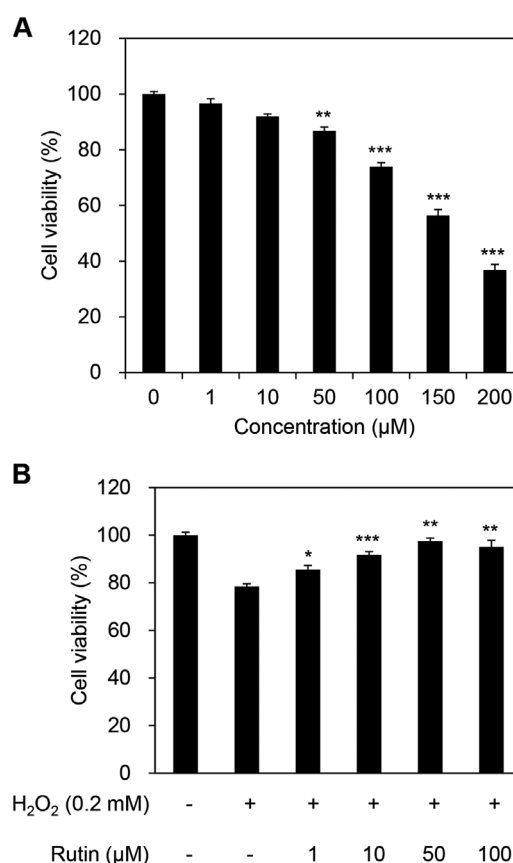 A
120
100
80
60
40
20
0
Cell viability (%)
**
***
***
***
0 1 10 50 100 150 200
Concentration (µM)
B
120
100
80
60
40
20
0
Cell viability (%)
*
***
**
**
H₂O₂ (0.2 mM) - + + + + +
Rutin (µM) - - 1 10 50 100